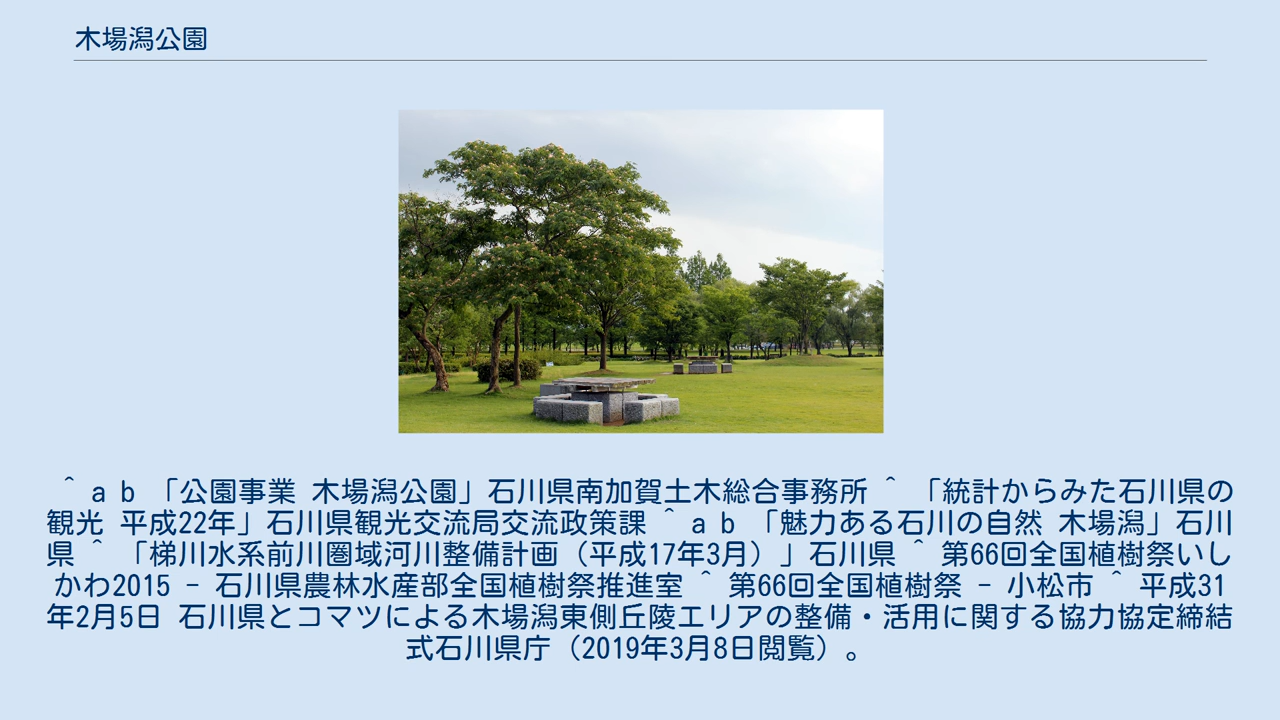 木場潟公園
^ a b 「公園事業 木場潟公園」石川県南加賀土木総合事務所 ^ 「統計からみた石川県の
観光 平成22年」石川県観光交流局交流政策課 ^ a b 「魅力ある石川の自然 木場潟」石川
県 ^ 「梯川水系前川圏域河川整備計画（平成17年3月）」石川県 ^ 第66回全国植樹祭いし
かわ2015 - 石川県農林水産部全国植樹祭推進室 ^ 第66回全国植樹祭 - 小松市 ^ 平成31
年2月5日 石川県とコマツによる木場潟東側丘陵エリアの整備・活用に関する協力協定締結
式石川県庁（2019年3月8日閲覧）。